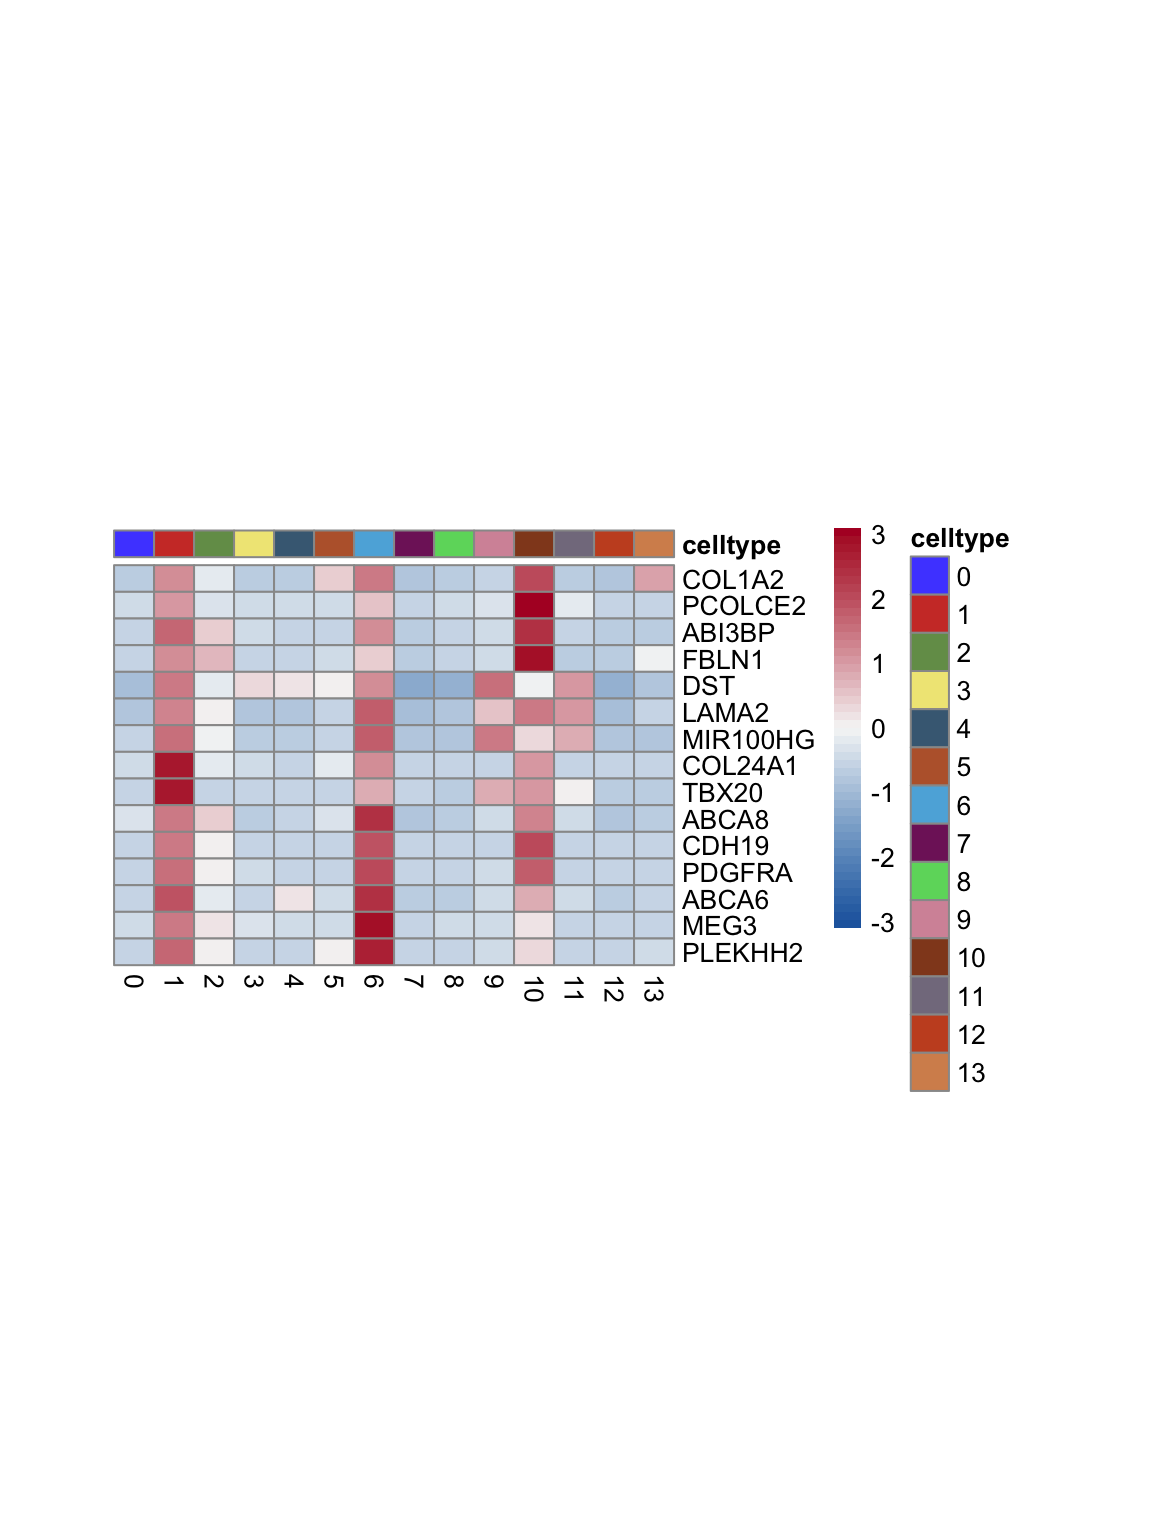 celltype
COL1A2
PCOLCE2
ABI3BP
FBLN1
DST
LAMA2
MIR100HG
COL24A1
TBX20
ABCA8
CDH19
PDGFRA
ABCA6
MEG3
PLEKHH2
0 1 2 3 4 5 6 7 8 9 10 11 12 13
3
2
1
0
-1
-2
-3
celltype
0
1
2
3
4
5
6
7
8
9
10
11
12
13